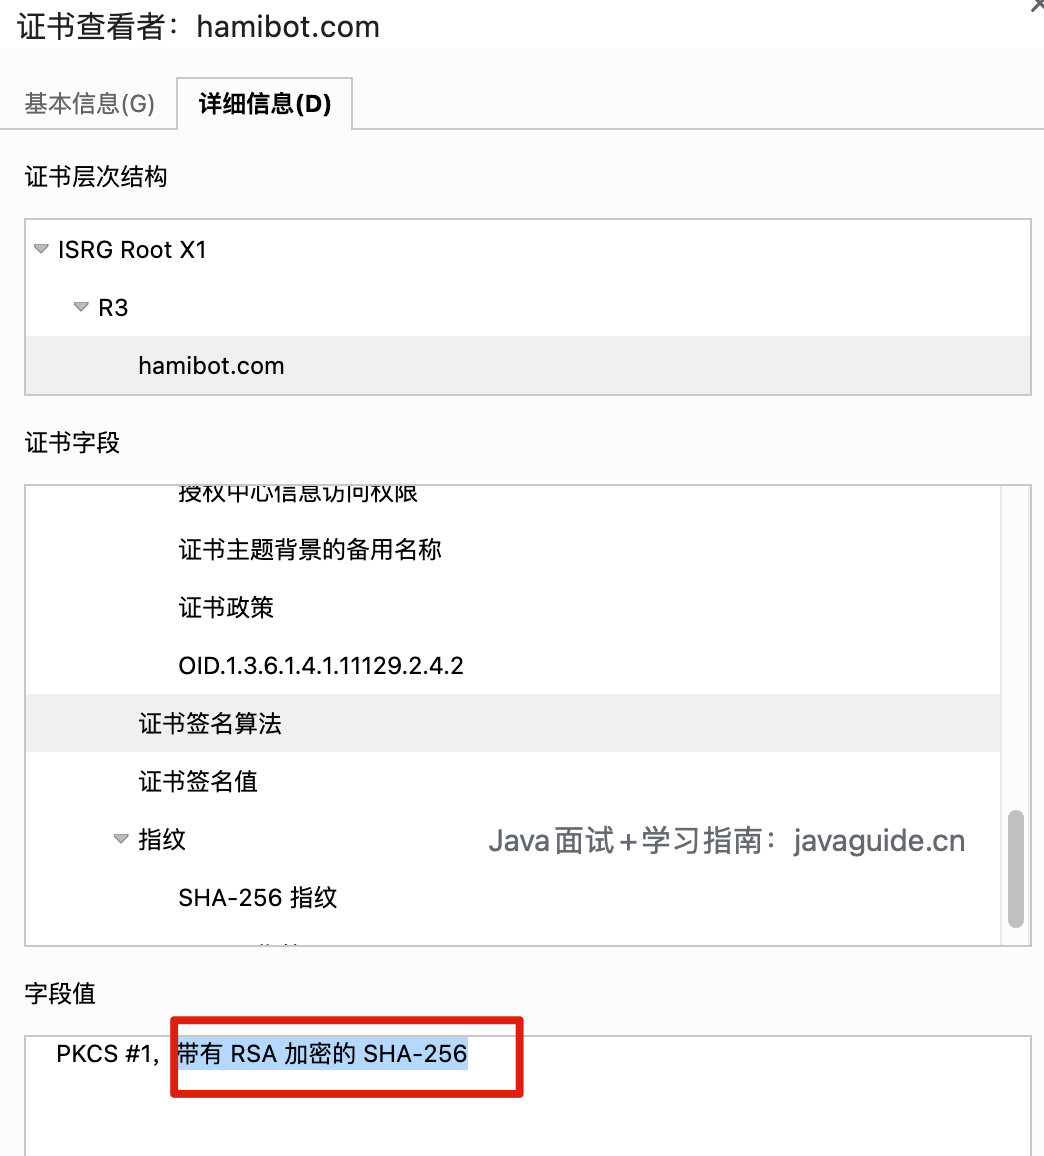 证书查看者：hamibot.com
基本信息(G)
详细信息(D)
证书层次结构
ISRG Root X1
R3
hamibot.com
证书字段
授权中心信息访问权限
证书主题背景的备用名称
证书政策
OID.1.3.6.1.4.1.11129.2.4.2
证书签名算法
证书签名值
指纹
Java面试+学习指南：javaguide.cn
SHA-256 指纹
字段值
PKCS #1，带有 RSA 加密的 SHA-256